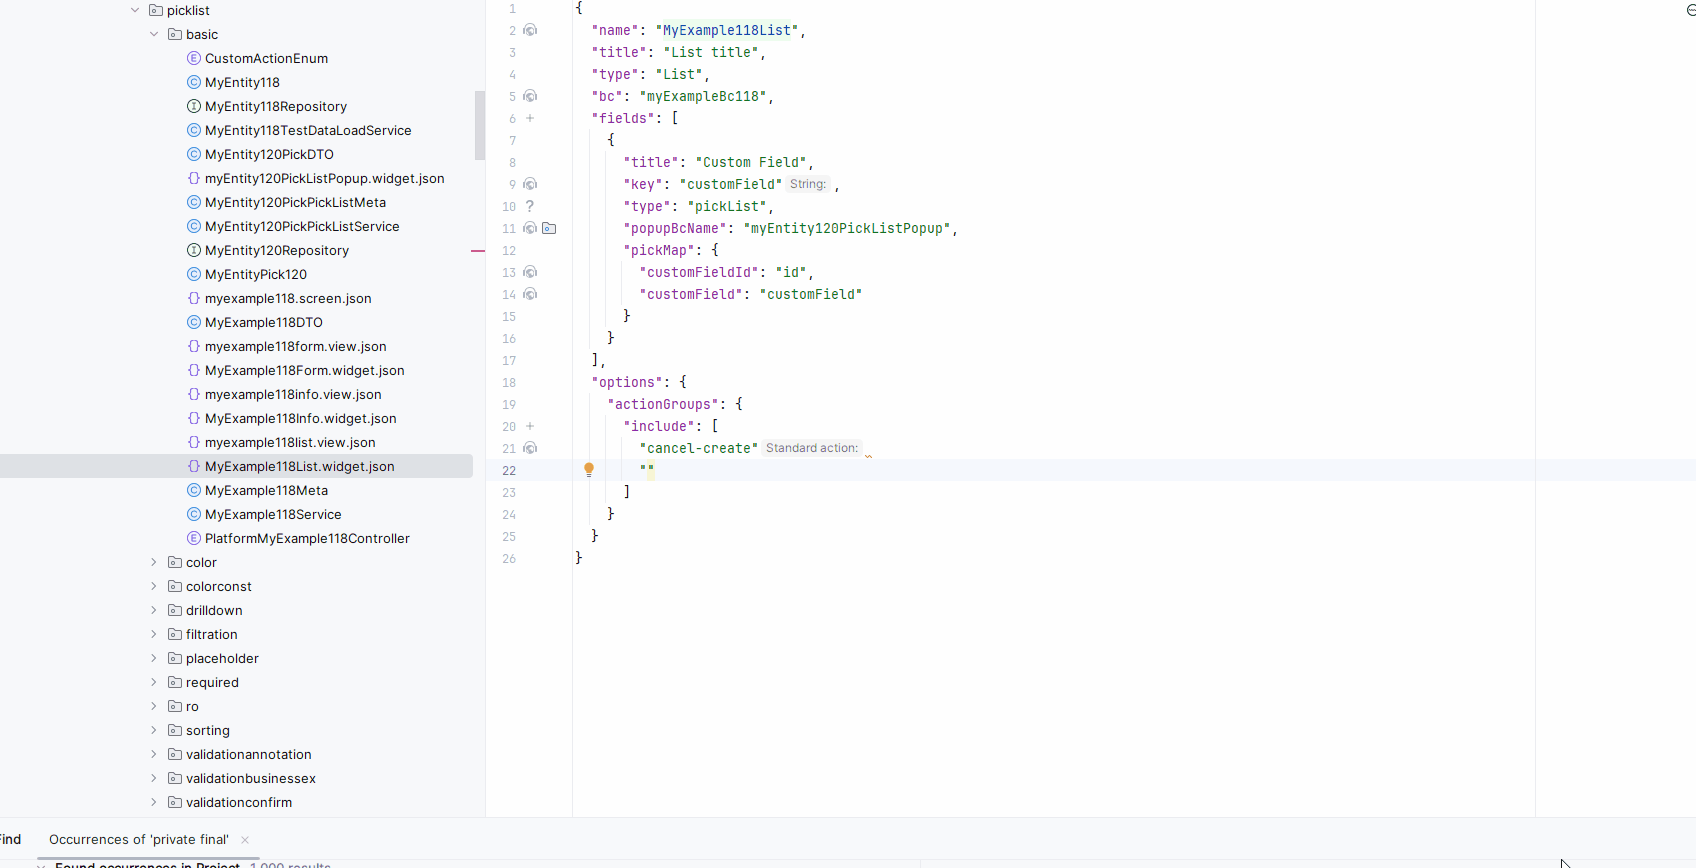 picklist
basic
CustomActionEnum
MyEntity118
MyEntity118Repository
MyEntity118TestDataLoadService
MyEntity120PickDTO
myEntity120PickListPopup.widget.json
MyEntity120PickPickListMeta
MyEntity120PickPickListService
MyEntity120Repository
MyEntityPick120
myexample118.screen.json
MyExample118DTO
myexample118form.view.json
MyExample118Form.widget.json
myexample118info.view.json
MyExample118Info.widget.json
myexample118list.view.json
MyExample118List.widget.json
MyExample118Meta
MyExample118Service
PlatformMyExample118Controller
color
colorconst
drilldown
filtration
placeholder
required
ro
sorting
validationannotation
validationbusinessex
validationconfirm
1 {
2 "name": "MyExample118List",
3 "title": "List title",
4 "type": "List",
5 "bc": "myExampleBc118",
6 "fields": [
7 {
8 "title": "Custom Field",
9 "key": "customField" String: ,
10 "type": "pickList",
11 "popupBcName": "myEntity120PickListPopup",
12 "pickMap": {
13 "customFieldId": "id",
14 "customField": "customField"
15 }
16 }
17 ],
18 "options": {
19 "actionGroups": {
20 "include": [
21 "cancel-create" Standard action:
22 ""
23 ]
24 }
25 }
26 }
Find Occurrences of 'private final' ×
Found occurrences in Project 1 000 results